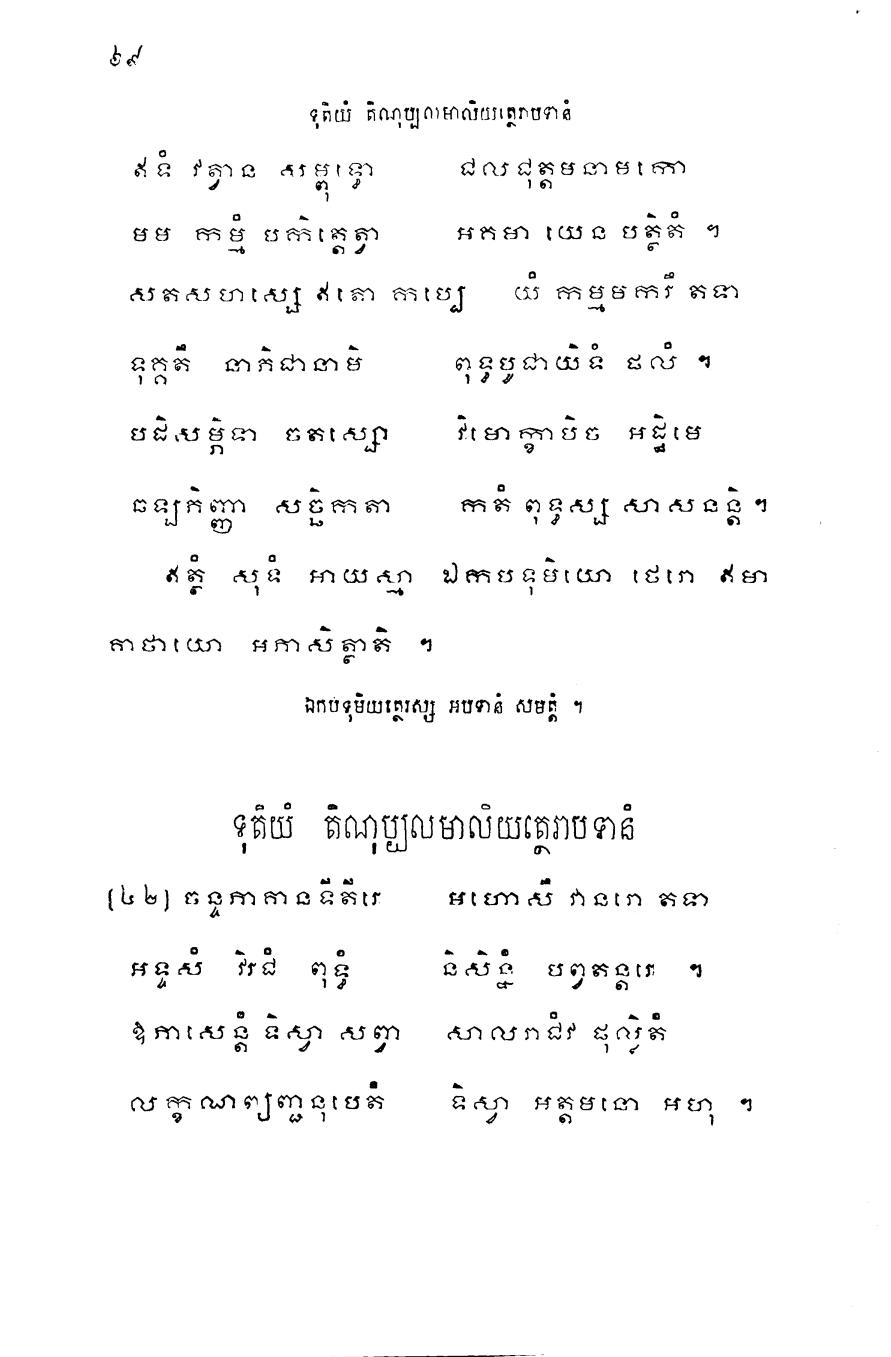 ៦៩
ទុតិយំ តិណុប្បលមាលិយត្ថេរាបទានំ
ឥទំ វត្វាន សម្ពុទ្ធោ ជលជុត្តមនាមកោ
មម កម្មំ បកិត្តេត្វា អគមា យេន បត្ថិតំ ។
សតសហស្សេ ឥតោ កប្បេ យំ កម្មមករឹ តទា
ទុគ្គតឹ នាភិជានាមិ ពុទ្ធបូជាយិទំ ផលំ ។
បដិសម្ភិទា ចតស្សោ វិមោក្ខាបិច អដ្ឋិមេ
ឆឡភិញ្ញា សច្ឆិកតា កតំ ពុទ្ធស្ស សាសនន្តិ ។
ឥត្ថំ សុទំ អាយស្មា ឯកបទុមិយោ ថេរោ ឥមា
គាថាយោ អភាសិត្ថាតិ ។
ឯកបទុមិយត្ថេរស្ស អបទានំ សមត្តំ ។
ទុតិយំ តិណុប្បលមាលិយត្ថេរាបទានំ
[៤២] ចន្ទភាគានទីតីរេ អហោសឹ វានរោ តទា
អទ្ទសំ វិរជំ ពុទ្ធំ និសិន្នំ បព្វតន្តរេ ។
ឱភាសេន្តំ ទិសា សព្វា សាលរាជំវ ផុល្លិតំ
លក្ខណព្យញ្ជនុបេតំ ទិស្វា អត្តមនោ អហុ ។